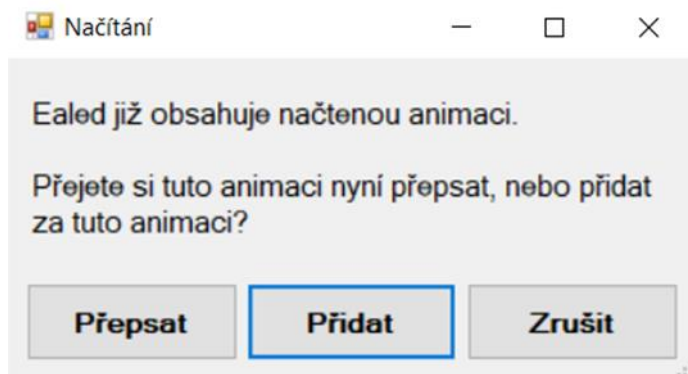 Načítání
Ealed již obsahuje načtenou animaci.
Přejete si tuto animaci nyní přepsat, nebo přidat
za tuto animaci?
Přepsat Přidat Zrušit